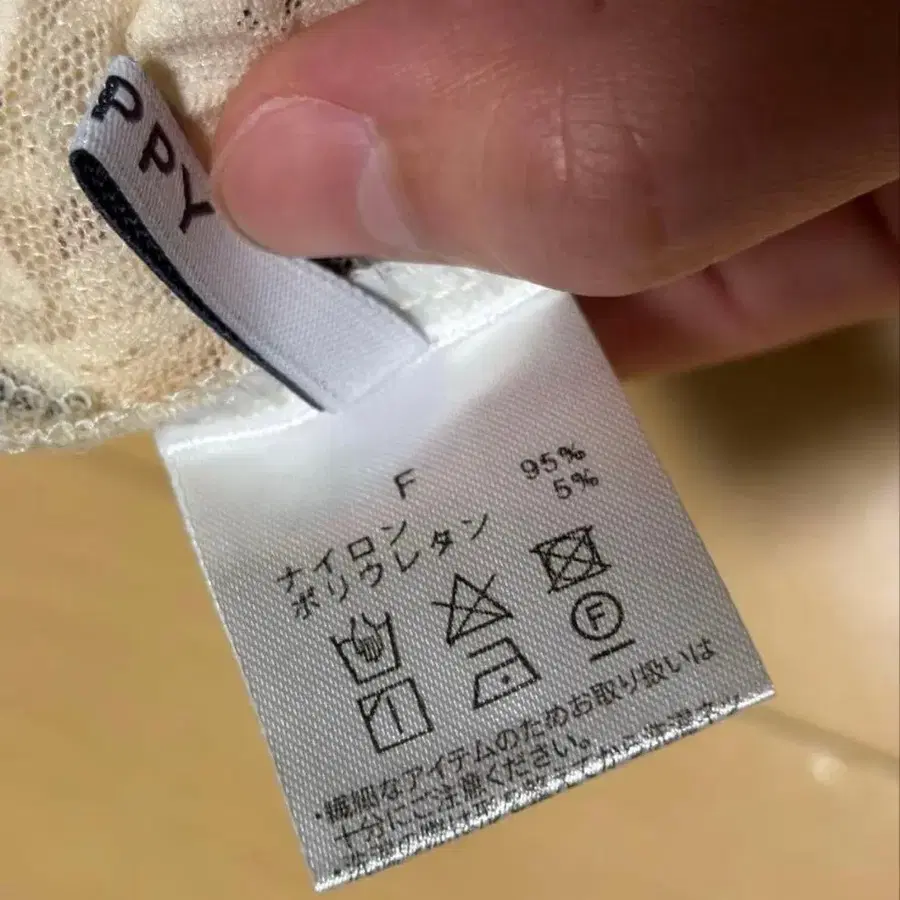 PPY
F
ナイロン 95%
ポリウレタン 5%
F
・繊細なアイテムのためお取り扱いは
十分にご注意ください。